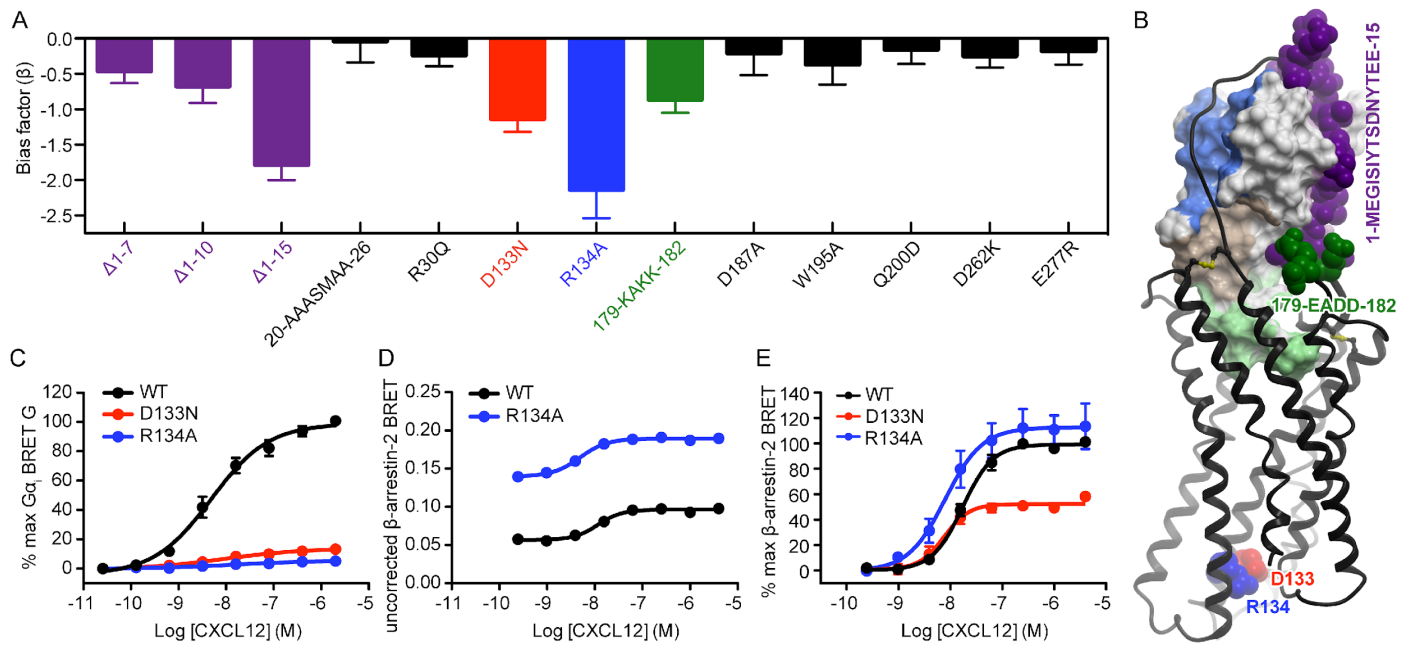 A
Bias factor (β)
0.0
-0.5
-1.0
-1.5
-2.0
-2.5
Δ1-7
Δ1-10
Δ1-15
20-AAASMAA-26
R30Q
D133N
R134A
179-KAKK-182
D187A
W195A
Q200D
D262K
E277R
B
1-MEGISIYTSDNYTEE-15
179-EADD-182
D133
R134
C
% max Gαi BRET G
120
100
80
60
40
20
0
WT
D133N
R134A
-11 -10 -9 -8 -7 -6 -5
Log [CXCL12] (M)
D
uncorrected β-arrestin-2 BRET
0.25
0.20
0.15
0.10
0.05
0.00
WT
R134A
-10 -9 -8 -7 -6 -5
Log [CXCL12] (M)
E
% max β-arrestin-2 BRET
140
120
100
80
60
40
20
0
WT
D133N
R134A
-10 -9 -8 -7 -6 -5
Log [CXCL12] (M)